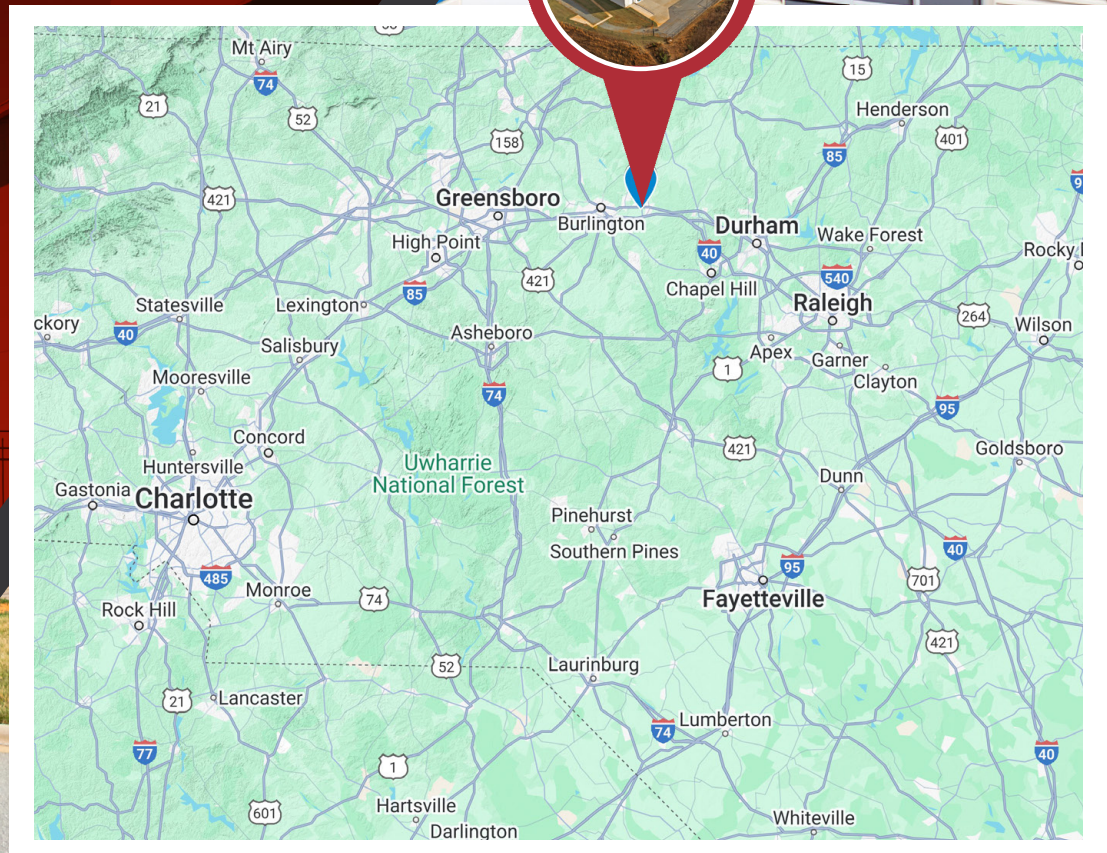 Mt Airy
74
21
52
15
Henderson
158
401
85
421
Greensboro
Burlington
Durham
Wake Forest
High Point
40
Rocky
421
Chapel Hill
540
85
Raleigh
Statesville
Lexington
264
ckory
40
Wilson
Asheboro
Salisbury
Apex
Garner
1
Mooresville
Clayton
74
95
Concord
421
Goldsboro
Huntersville
Uwharrie
National Forest
Dunn
Gastonia
Charlotte
Pinehurst
Southern Pines
40
95
485
701
Monroe
74
Fayetteville
Rock Hill
421
52
Laurinburg
21
Lancaster
Lumberton
74
77
40
1
Hartsville
601
Whiteville
Darlington